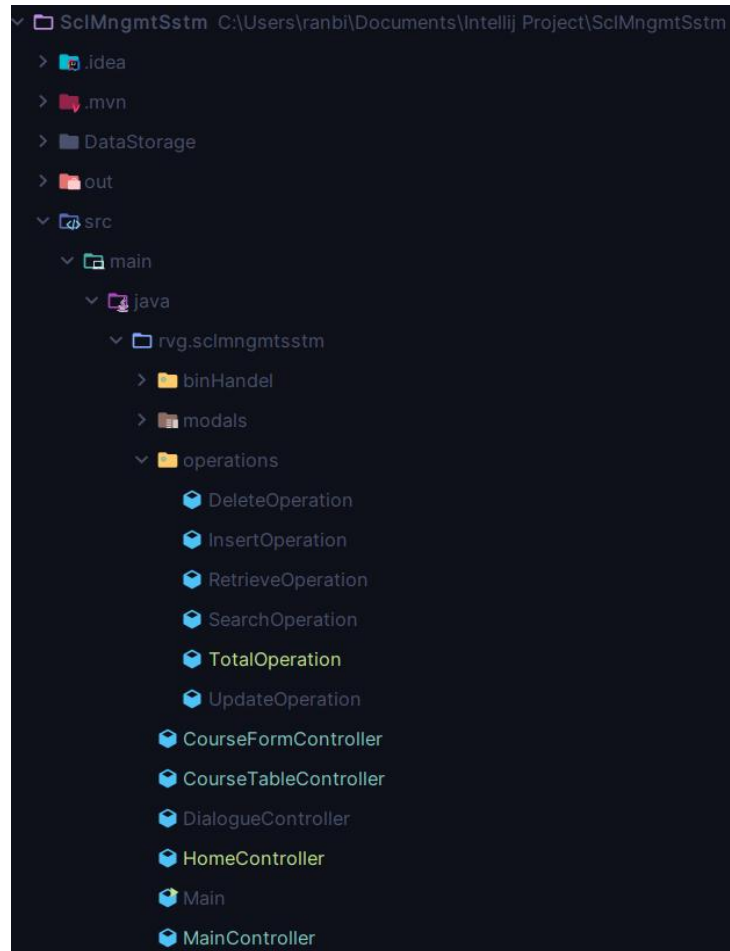 SclMngmtSstm C:\Users\ranbi\Documents\Intellij Project\SclMngmtSstm
.idea
.mvn
DataStorage
out
src
main
java
rvg.sclmngmtsstm
binHandel
modals
operations
DeleteOperation
InsertOperation
RetrieveOperation
SearchOperation
TotalOperation
UpdateOperation
CourseFormController
CourseTableController
DialogueController
HomeController
Main
MainController